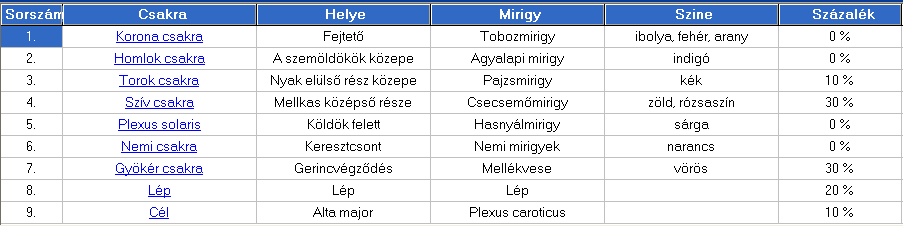 Sorszám Csakra Helye Mirigy Szine Százalék
1. Korona csakra Fejtető Tobozmirigy ibolya, fehér, arany 0 %
2. Homlok csakra A szemöldökök közepe Agyalapi mirigy indigó 0 %
3. Torok csakra Nyak elülső rész közepe Pajzsmirigy kék 10 %
4. Szív csakra Mellkas középső része Csecsemőmirigy zöld, rózsaszín 30 %
5. Plexus solaris Köldök felett Hasnyálmirigy sárga 0 %
6. Nemi csakra Keresztcsont Nemi mirigyek narancs 0 %
7. Gyökér csakra Gerincvégződés Mellékvese vörös 30 %
8. Lép Lép Lép 20 %
9. Cél Alta major Plexus caroticus 10 %